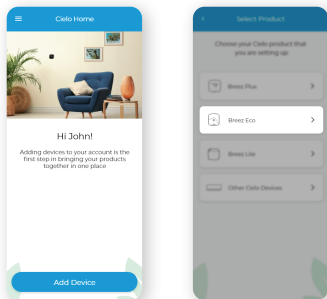 Cielo Home
Hi John!
Adding devices to your account is the
first step in bringing your products
together in one place
Add Device
Select Product
Choose your Cielo product that
you are setting up:
Breez Plus
Breez Eco
Breez Lite
Other Cielo Devices